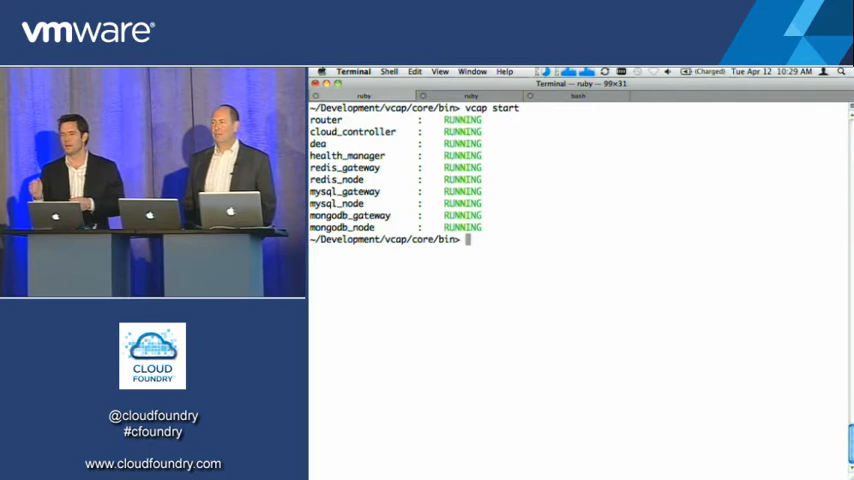 vmware®
Terminal Shell Edit View Window Help (Charged) Tue Apr 12 10:29 AM
Terminal — ruby — 99×31
ruby ruby bash
~/Development/vcap/core/bin> vcap start
router : RUNNING
cloud_controller : RUNNING
dea : RUNNING
health_manager : RUNNING
redis_gateway : RUNNING
redis_node : RUNNING
mysql_gateway : RUNNING
mysql_node : RUNNING
mongodb_gateway : RUNNING
mongodb_node : RUNNING
~/Development/vcap/core/bin>
CLOUD
FOUNDRY
@cloudfoundry
#cfoundry
www.cloudfoundry.com